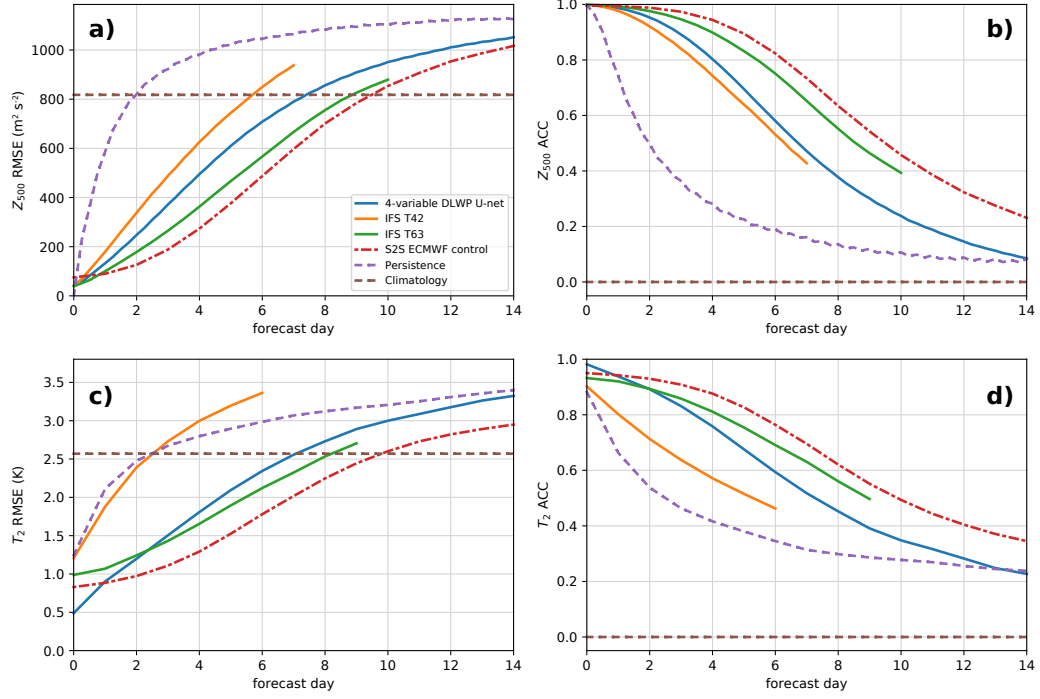 a)
1000
800
600
400
200
0
Z500 RMSE (m² s⁻²)
0 2 4 6 8 10 12 14
forecast day
4-variable DLWP U-net
IFS T42
IFS T63
S2S ECMWF control
Persistence
Climatology
b)
1.0
0.8
0.6
0.4
0.2
0.0
Z500 ACC
0 2 4 6 8 10 12 14
forecast day
c)
3.5
3.0
2.5
2.0
1.5
1.0
0.5
0.0
T2 RMSE (K)
0 2 4 6 8 10 12 14
forecast day
d)
1.0
0.8
0.6
0.4
0.2
0.0
T2 ACC
0 2 4 6 8 10 12 14
forecast day